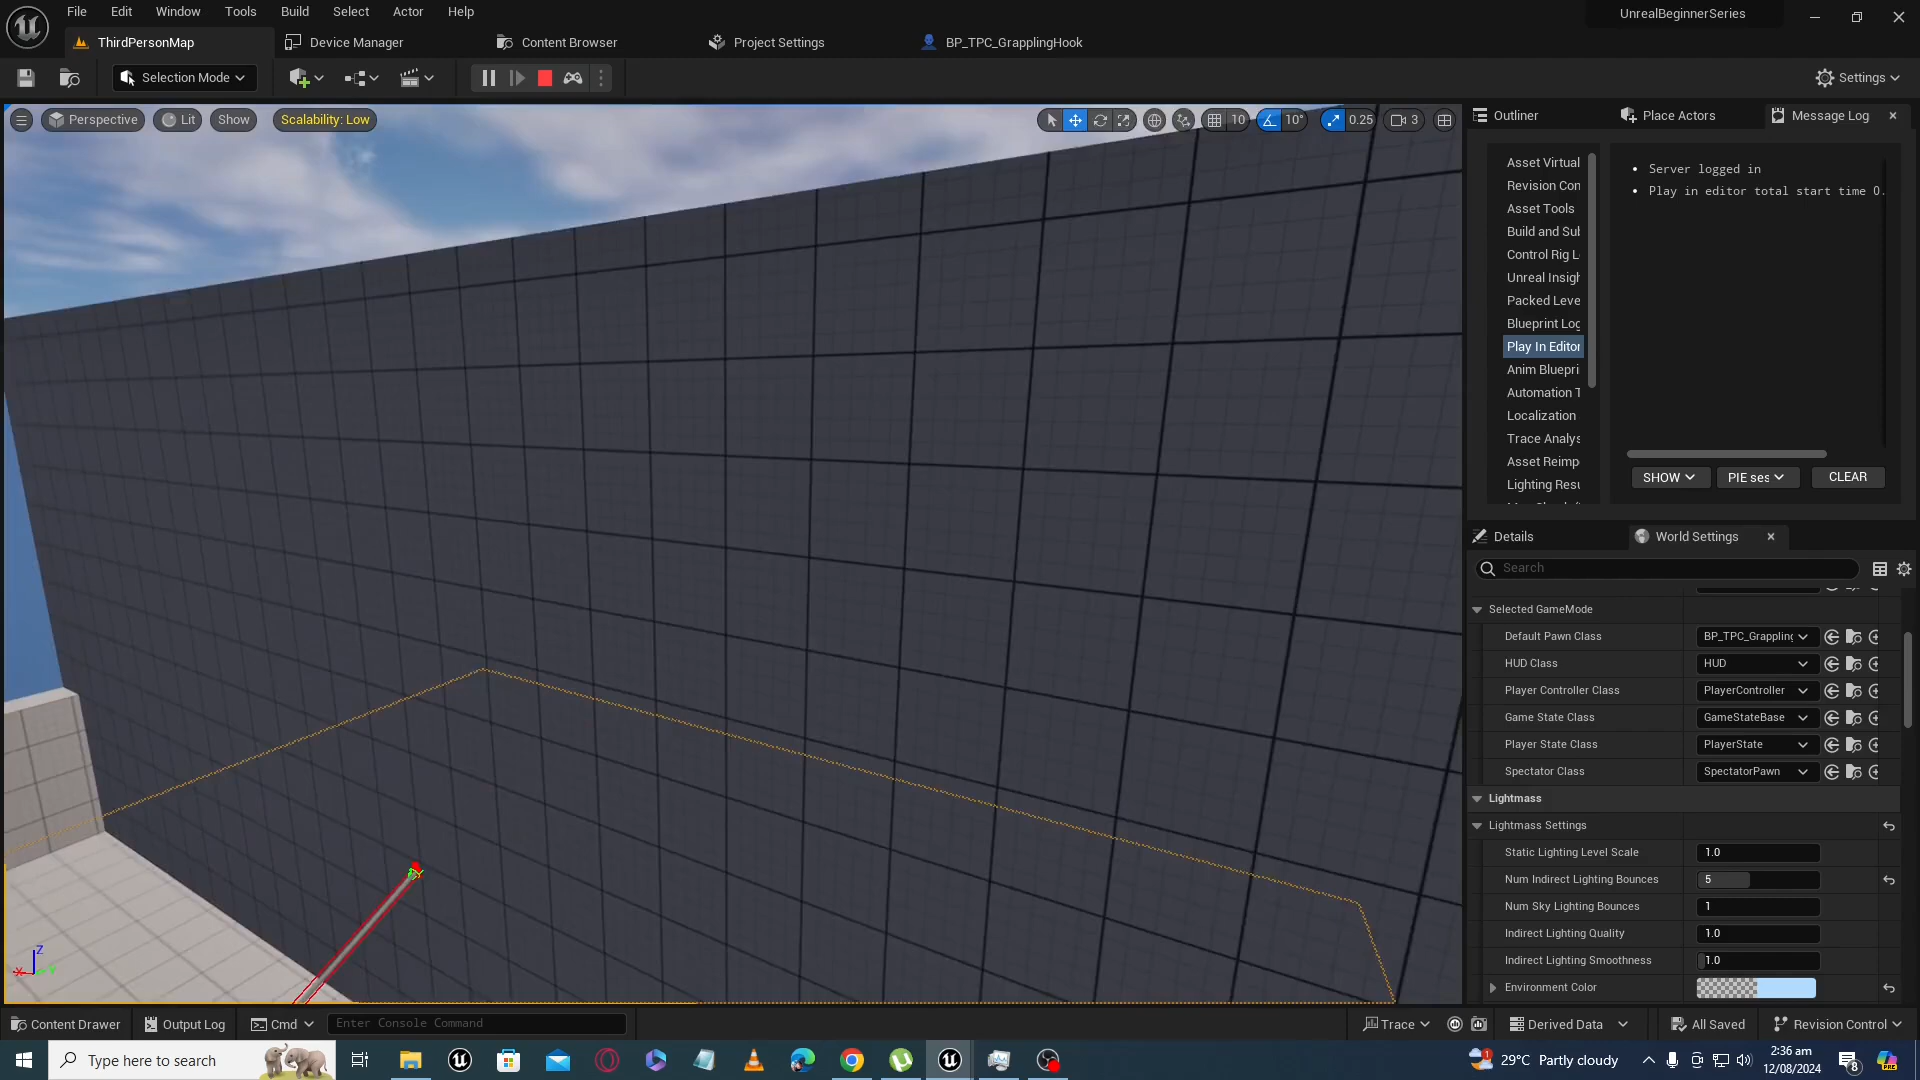 File Edit Window Tools Build Select Actor Help
UnrealBeginnerSeries
ThirdPersonMap
Device Manager
Content Browser
Project Settings
BP_TPC_GrapplingHook
Selection Mode
Settings
Perspective
Lit
Show
Scalability: Low
10
10°
0.25
3
Outliner
Place Actors
Message Log
Asset Virtual
Revision Con
Asset Tools
Build and Sub
Control Rig L
Unreal Insigh
Packed Leve
Blueprint Log
Play In Editor
Anim Bluepri
Automation T
Localization
Trace Analys
Asset Reimp
Lighting Resu
Server logged in
Play in editor total start time 0.
SHOW
PIE ses
CLEAR
Details
World Settings
Search
Selected GameMode
Default Pawn Class BP_TPC_Grappling
HUD Class HUD
Player Controller Class PlayerController
Game State Class GameStateBase
Player State Class PlayerState
Spectator Class SpectatorPawn
Lightmass
Lightmass Settings
Static Lighting Level Scale 1.0
Num Indirect Lighting Bounces 5
Num Sky Lighting Bounces 1
Indirect Lighting Quality 1.0
Indirect Lighting Smoothness 1.0
Environment Color
Z
X Y
Content Drawer
Output Log
Cmd
Enter Console Command
Trace
Derived Data
All Saved
Revision Control
Type here to search
1
29°C Partly cloudy
2:36 am
12/08/2024
8
PRE